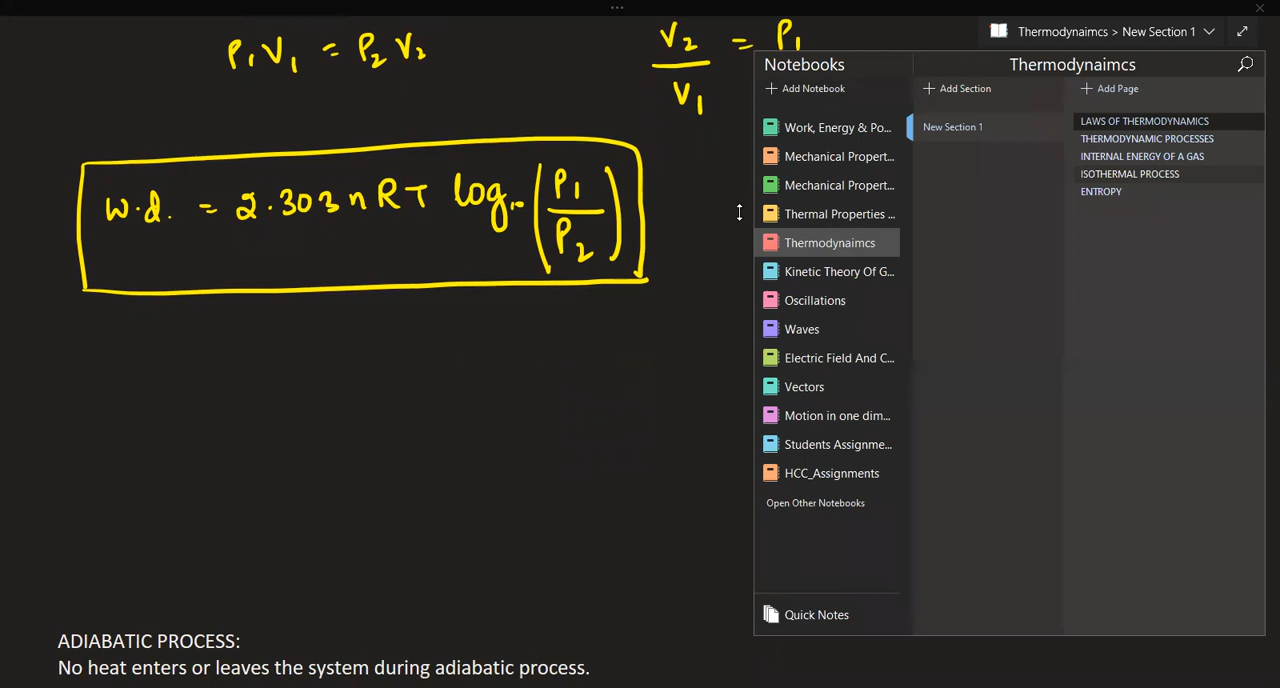 P₁ V₁ = P₂ V₂
V₂ / V₁ = P₁
w.d. = 2.303 n R T log₁₀ (P₁ / P₂)
ADIABATIC PROCESS:
No heat enters or leaves the system during adiabatic process.
Thermodynaimcs > New Section 1
Notebooks
+ Add Notebook
Work, Energy & Po...
Mechanical Propert...
Mechanical Propert...
Thermal Properties ...
Thermodynaimcs
Kinetic Theory Of G...
Oscillations
Waves
Electric Field And C...
Vectors
Motion in one dim...
Students Assignme...
HCC_Assignments
Open Other Notebooks
Quick Notes
Thermodynaimcs
+ Add Section
New Section 1
+ Add Page
LAWS OF THERMODYNAMICS
THERMODYNAMIC PROCESSES
INTERNAL ENERGY OF A GAS
ISOTHERMAL PROCESS
ENTROPY